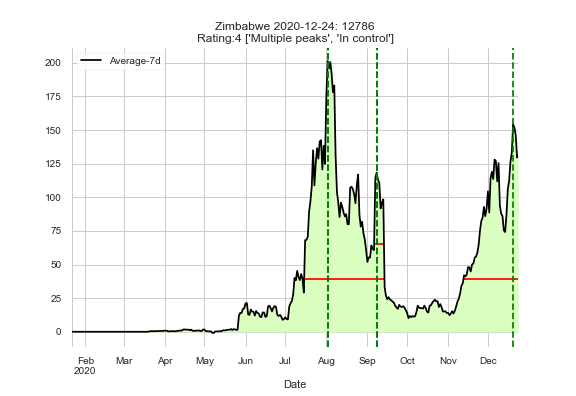 Zimbabwe 2020-12-24: 12786
Rating:4 ['Multiple peaks', 'In control']
Average-7d
200
175
150
125
100
75
50
25
0
Feb Mar Apr May Jun Jul Aug Sep Oct Nov Dec
2020
Date